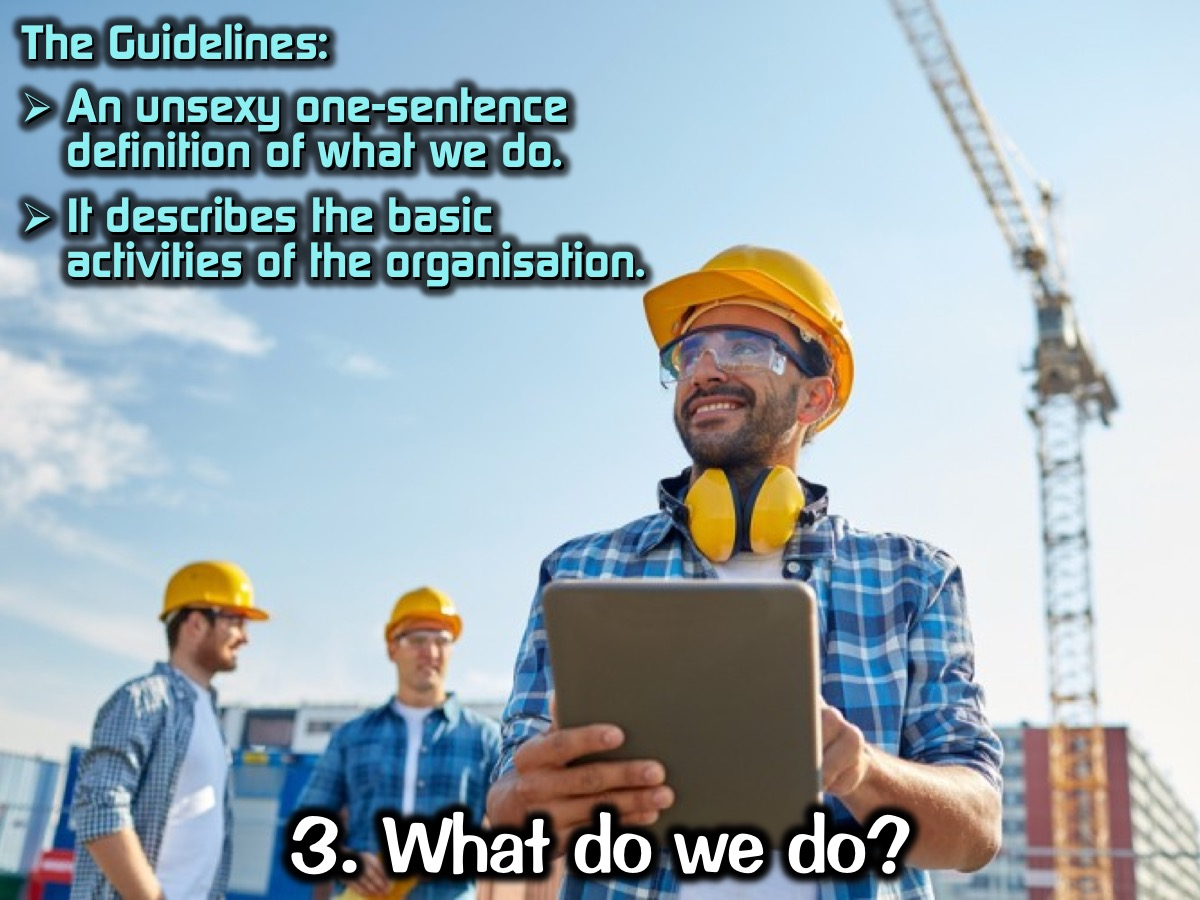 The Guidelines:
➢ An unsexy one-sentence
definition of what we do.
➢ It describes the basic
activities of the organisation.
3. What do we do?